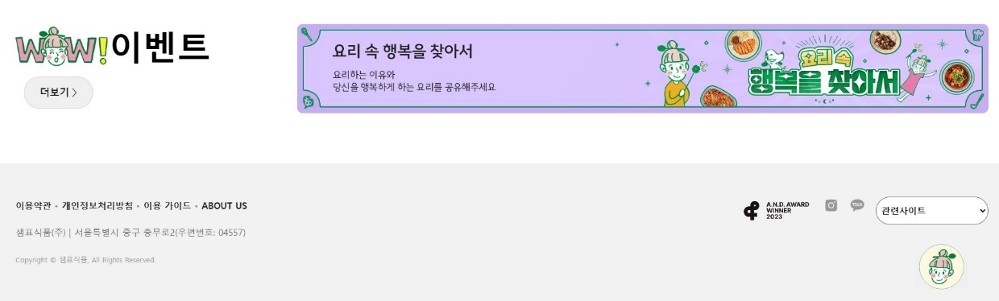 WOW!이벤트
더보기 >
요리 속 행복을 찾아서
요리하는 이유와
당신을 행복하게 하는 요리를 공유해주세요
요리 속
행복을 찾아서
이용약관 • 개인정보처리방침 • 이용 가이드 • ABOUT US
샘표식품(주) | 서울특별시 중구 충무로2(우편번호: 04557)
Copyright © 샘표식품, All Rights Reserved.
A.N.D. AWARD
WINNER
2023
TALK
관련사이트